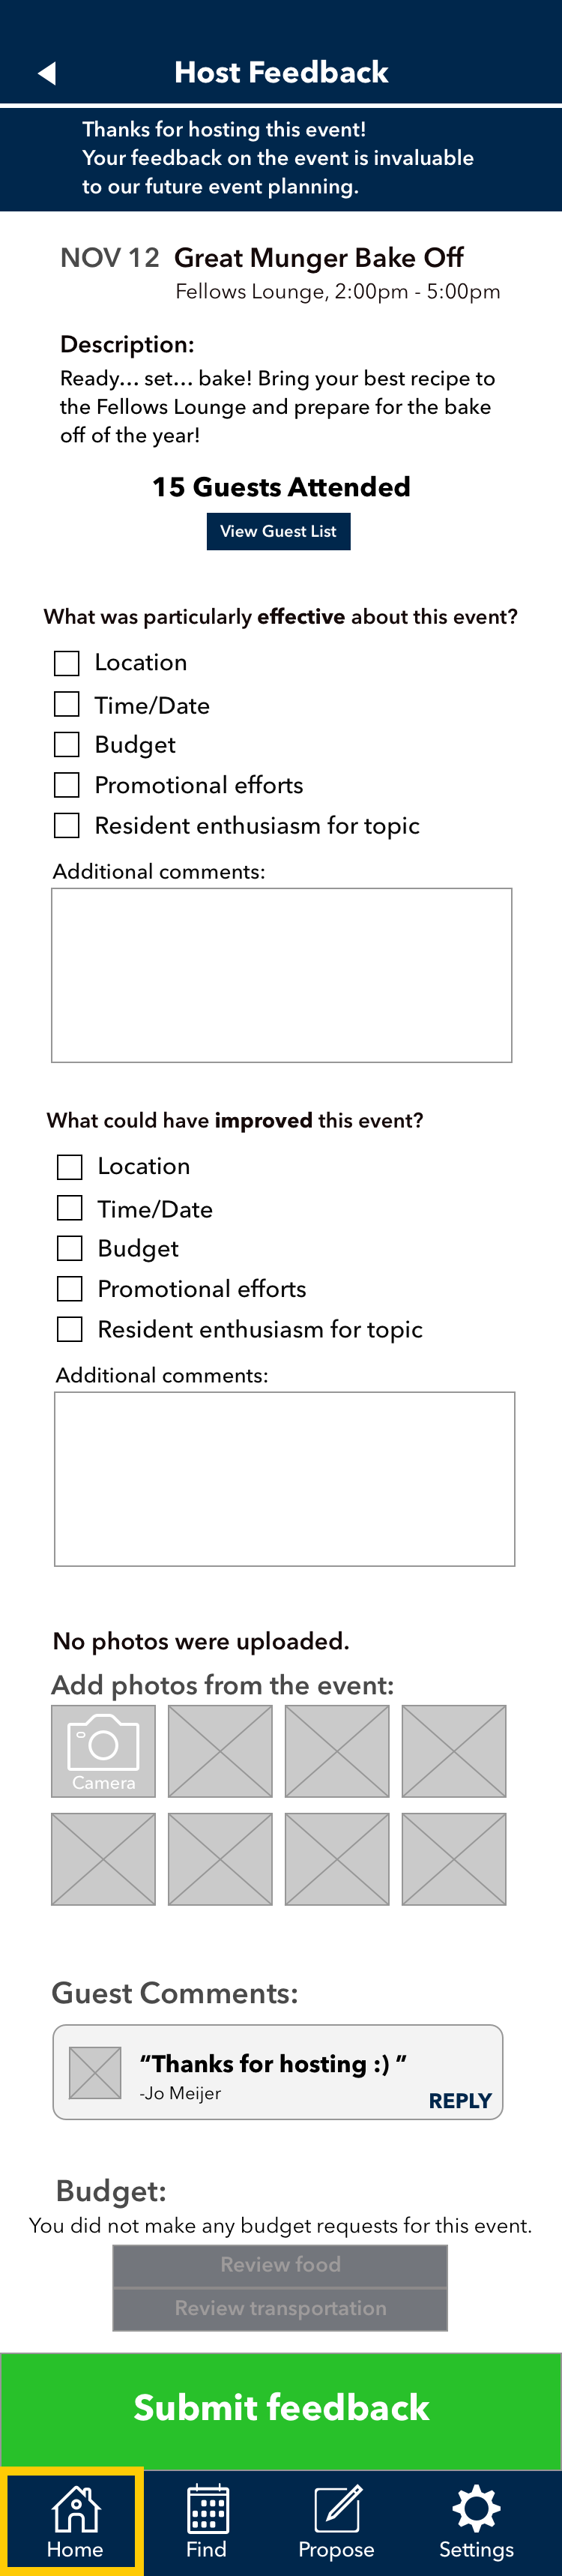 Host Feedback
Thanks for hosting this event!
Your feedback on the event is invaluable
to our future event planning.
NOV 12 Great Munger Bake Off
Fellows Lounge, 2:00pm - 5:00pm
Description:
Ready... set... bake! Bring your best recipe to
the Fellows Lounge and prepare for the bake
off of the year!
15 Guests Attended
View Guest List
What was particularly effective about this event?
Location
Time/Date
Budget
Promotional efforts
Resident enthusiasm for topic
Additional comments:
What could have improved this event?
Location
Time/Date
Budget
Promotional efforts
Resident enthusiasm for topic
Additional comments:
No photos were uploaded.
Add photos from the event:
Camera
Guest Comments:
“Thanks for hosting :) ”
-Jo Meijer
REPLY
Budget:
You did not make any budget requests for this event.
Review food
Review transportation
Submit feedback
Home Find Propose Settings